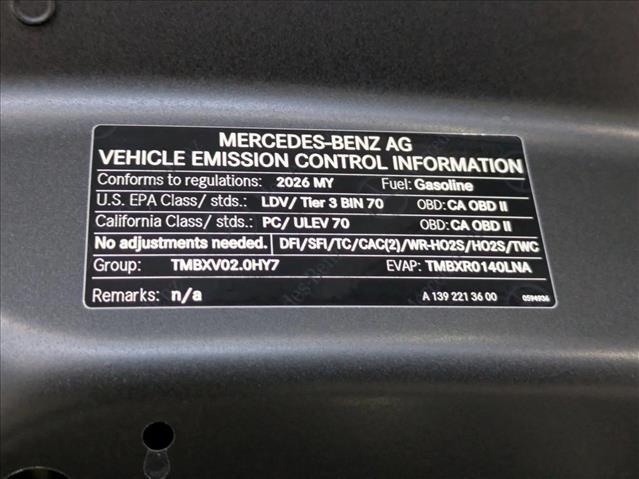 MERCEDES-BENZ AG
VEHICLE EMISSION CONTROL INFORMATION
Conforms to regulations: 2026 MY Fuel: Gasoline
U.S. EPA Class/ stds.: LDV/ Tier 3 BIN 70 OBD: CA OBD II
California Class/ stds.: PC/ ULEV 70 OBD: CA OBD II
No adjustments needed. DFI/SFI/TC/CAC(2)/WR-HO2S/HO2S/TWC
Group: TMBXV02.0HY7 EVAP: TMBXR0140LNA
Remarks: n/a A 139 221 36 00